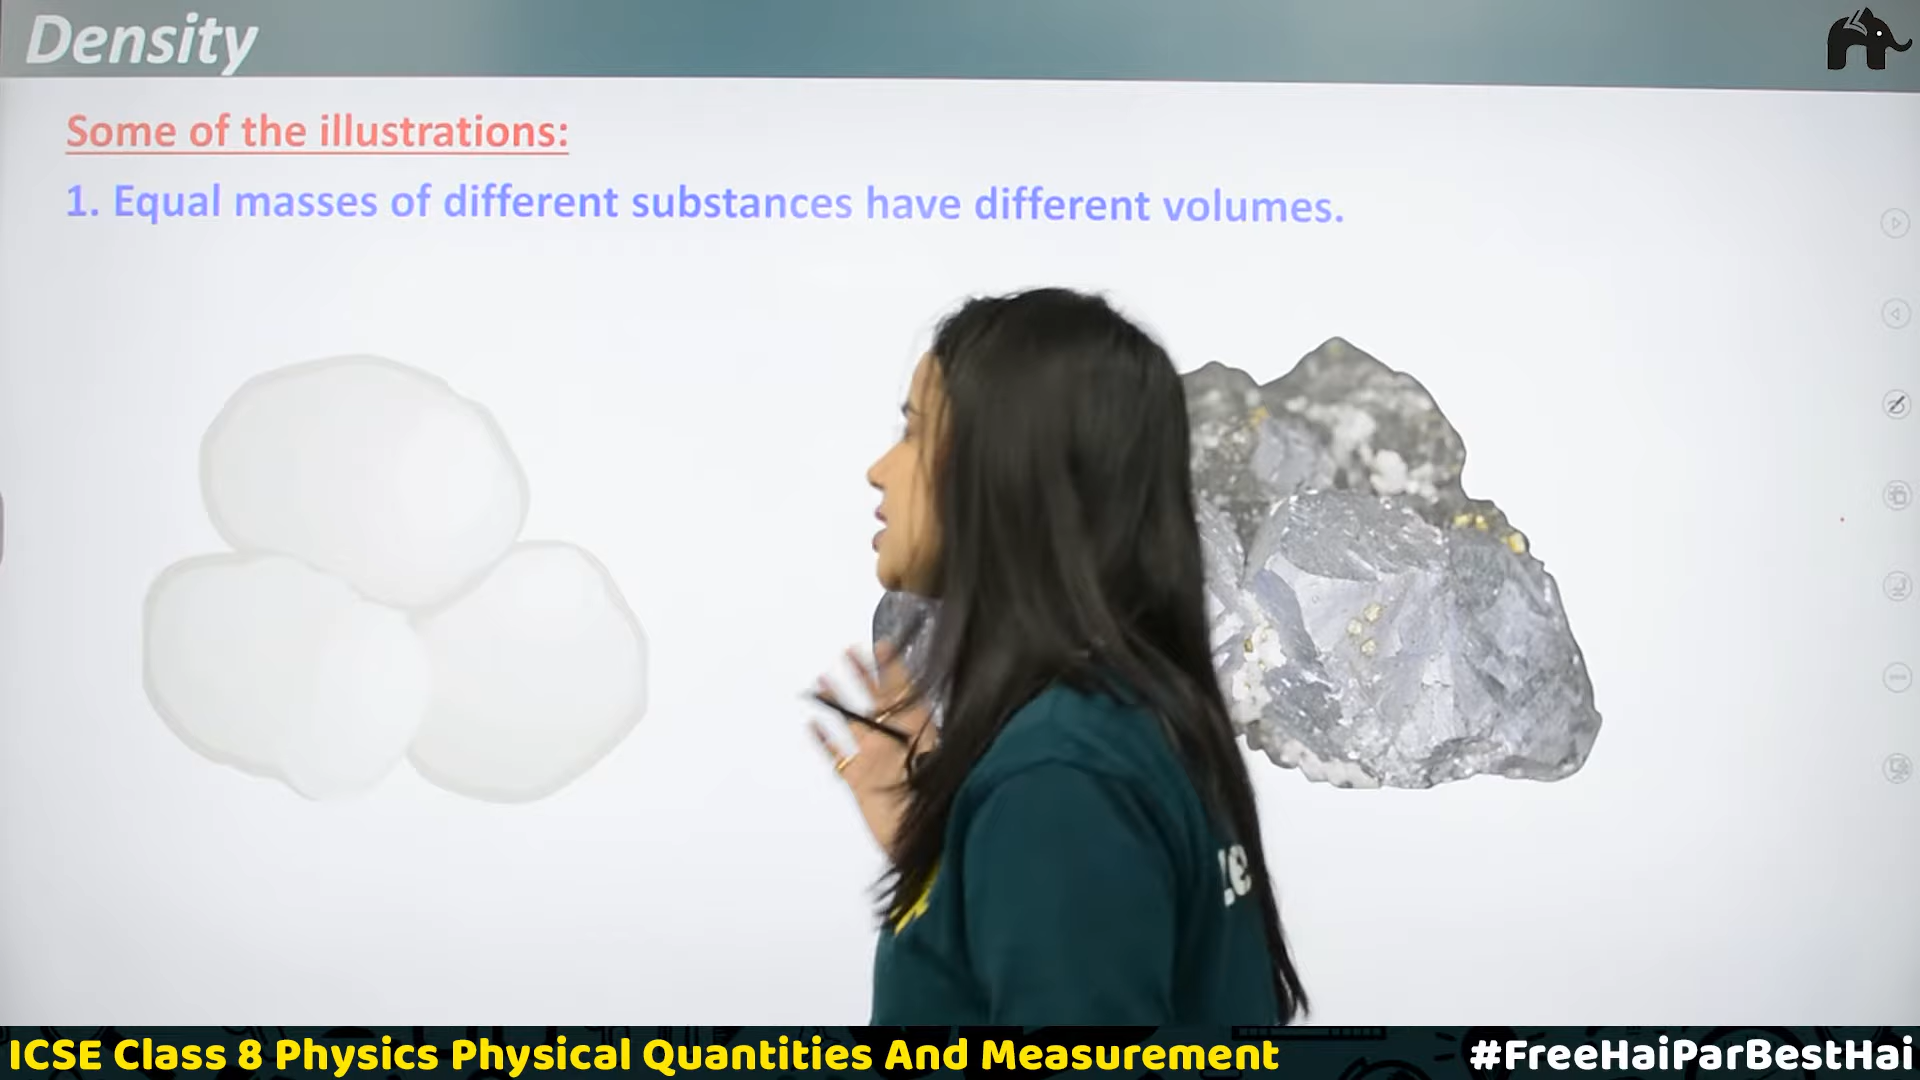 Density
Some of the illustrations:
1. Equal masses of different substances have different volumes.
ICSE Class 8 Physics Physical Quantities And Measurement
#FreeHaiParBestHai